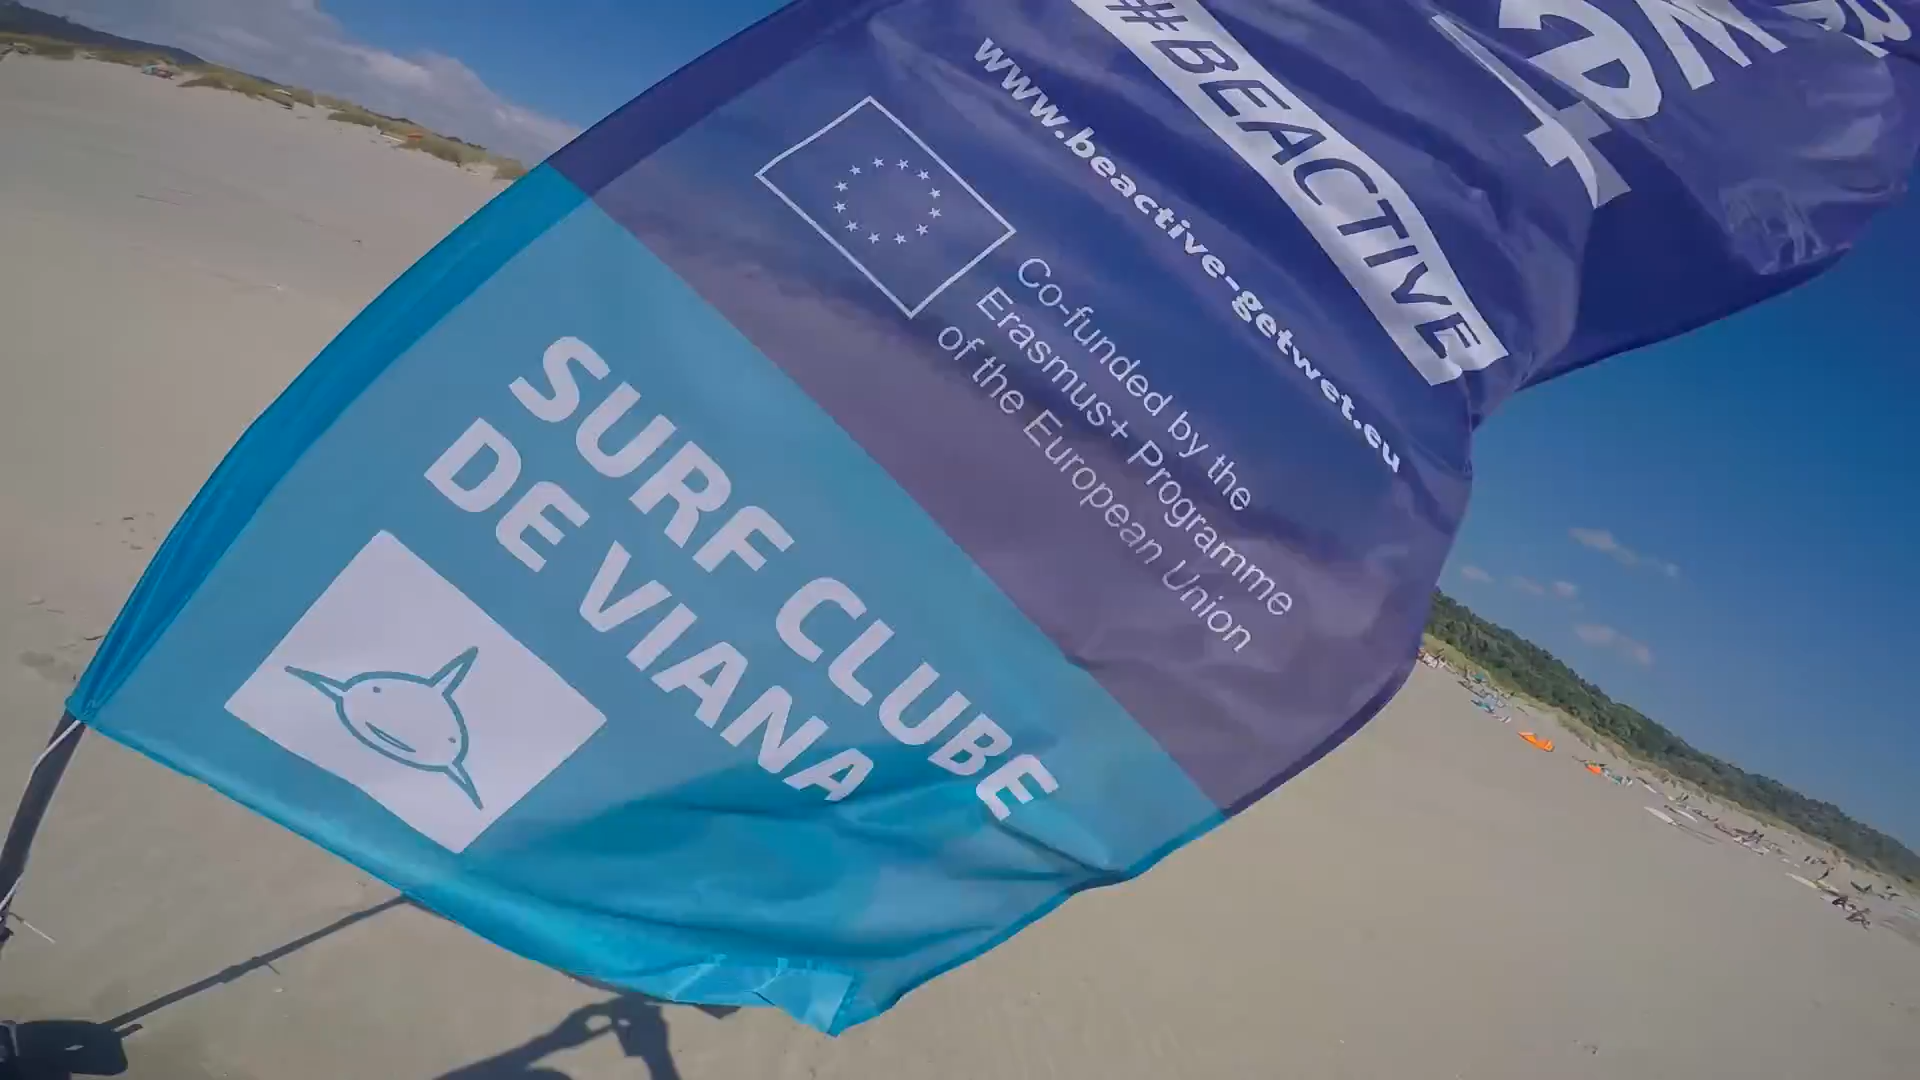 #BEACTIVE
www.beactive-getwet.eu
Co-funded by the
Erasmus+ Programme
of the European Union
SURF CLUBE
DE VIANA